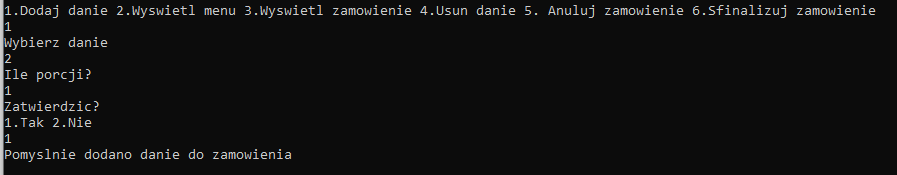 1.Dodaj danie 2.Wyswietl menu 3.Wyswietl zamowienie 4.Usun danie 5. Anuluj zamowienie 6.Sfinalizuj zamowienie
1
Wybierz danie
2
Ile porcji?
1
Zatwierdzic?
1.Tak 2.Nie
1
Pomyslnie dodano danie do zamowienia